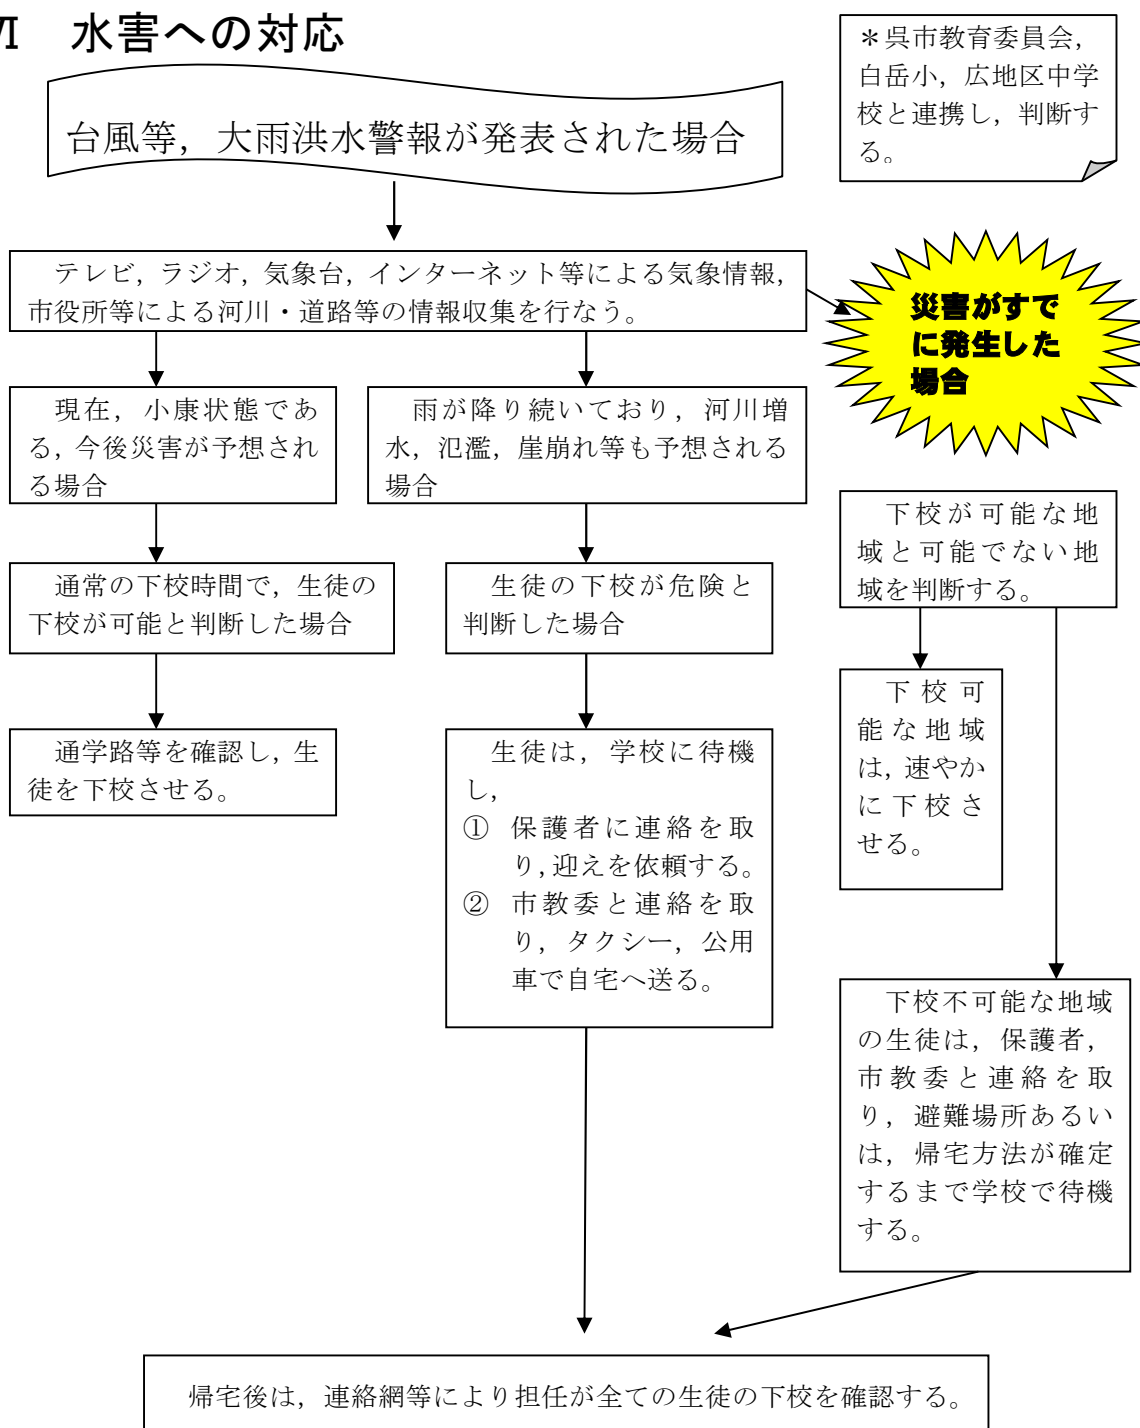 Ⅵ　水害への対応
＊呉市教育委員会，
白岳小，広地区中学
校と連携し，判断す
る。
台風等，大雨洪水警報が発表された場合
テレビ，ラジオ，気象台，インターネット等による気象情報，
市役所等による河川・道路等の情報収集を行なう。
災害がすで
に発生した
場合
現在，小康状態であ
る，今後災害が予想され
る場合
雨が降り続いており，河川増
水，氾濫，崖崩れ等も予想される
場合
下校が可能な地
域と可能でない地
域を判断する。
通常の下校時間で，生徒の
下校が可能と判断した場合
生徒の下校が危険と
判断した場合
下校可
能な地域
は，速やか
に下校さ
せる。
通学路等を確認し，生
徒を下校させる。
生徒は，学校に待機
し，
① 保護者に連絡を取
り，迎えを依頼する。
② 市教委と連絡を取
り，タクシー，公用
車で自宅へ送る。
下校不可能な地域
の生徒は，保護者，
市教委と連絡を取
り，避難場所あるい
は，帰宅方法が確定
するまで学校で待機
する。
帰宅後は，連絡網等により担任が全ての生徒の下校を確認する。